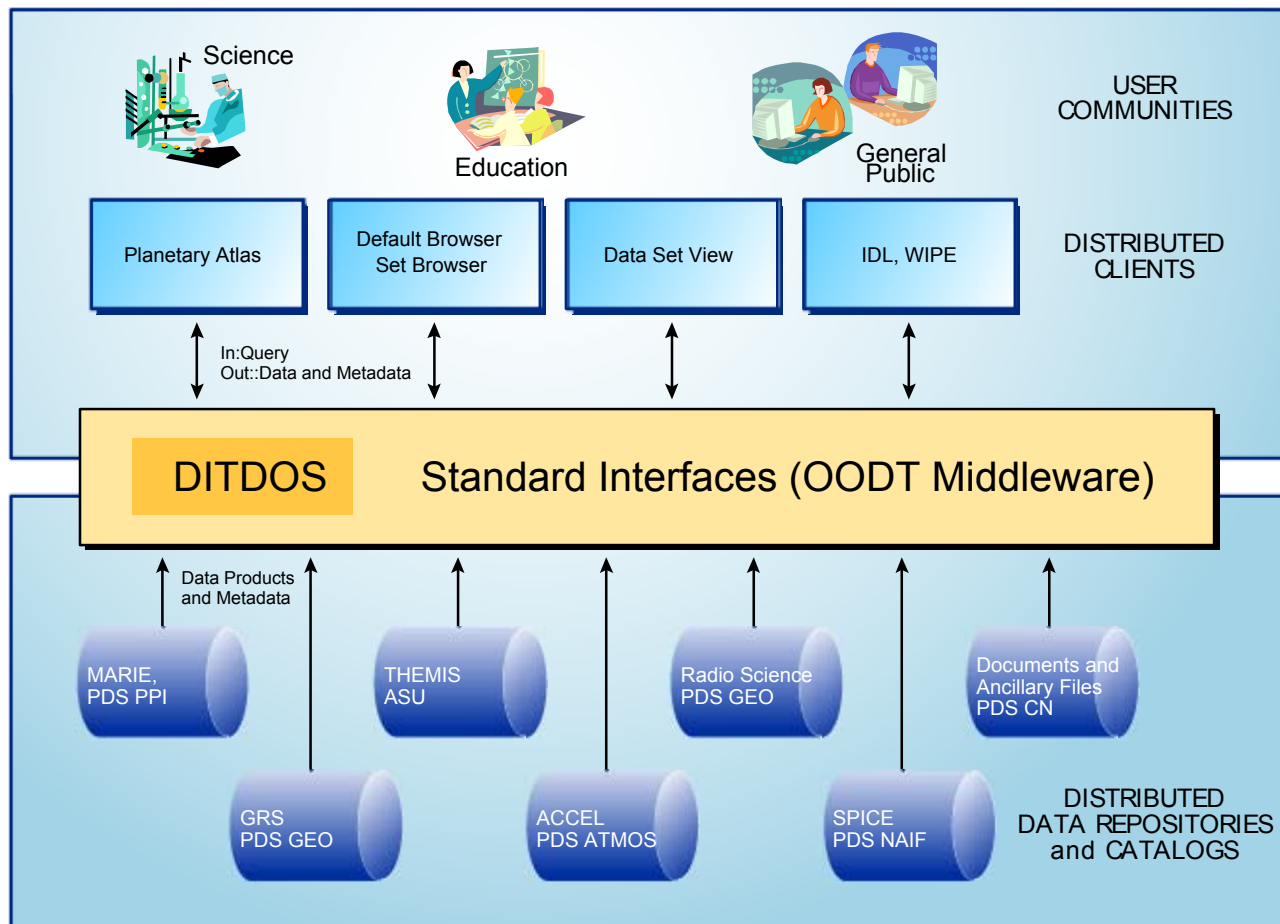 Science
Education
General
Public
USER
COMMUNITIES
Planetary Atlas
Default Browser
Set Browser
Data Set View
IDL, WIPE
DISTRIBUTED
CLIENTS
In:Query
Out::Data and Metadata
DITDOS
Standard Interfaces (OODT Middleware)
Data Products
and Metadata
MARIE,
PDS PPI
THEMIS
ASU
Radio Science
PDS GEO
Documents and
Ancillary Files
PDS CN
GRS
PDS GEO
ACCEL
PDS ATMOS
SPICE
PDS NAIF
DISTRIBUTED
DATA REPOSITORIES
and CATALOGS